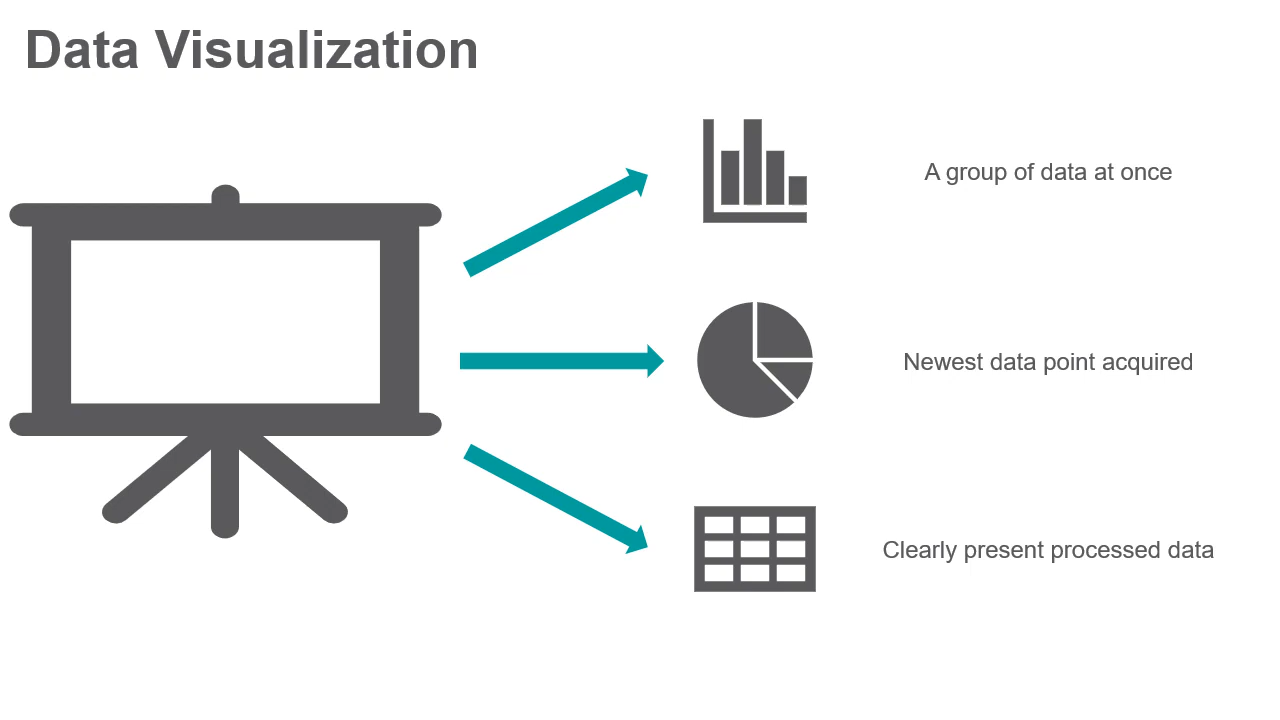 Data Visualization
A group of data at once
Newest data point acquired
Clearly present processed data